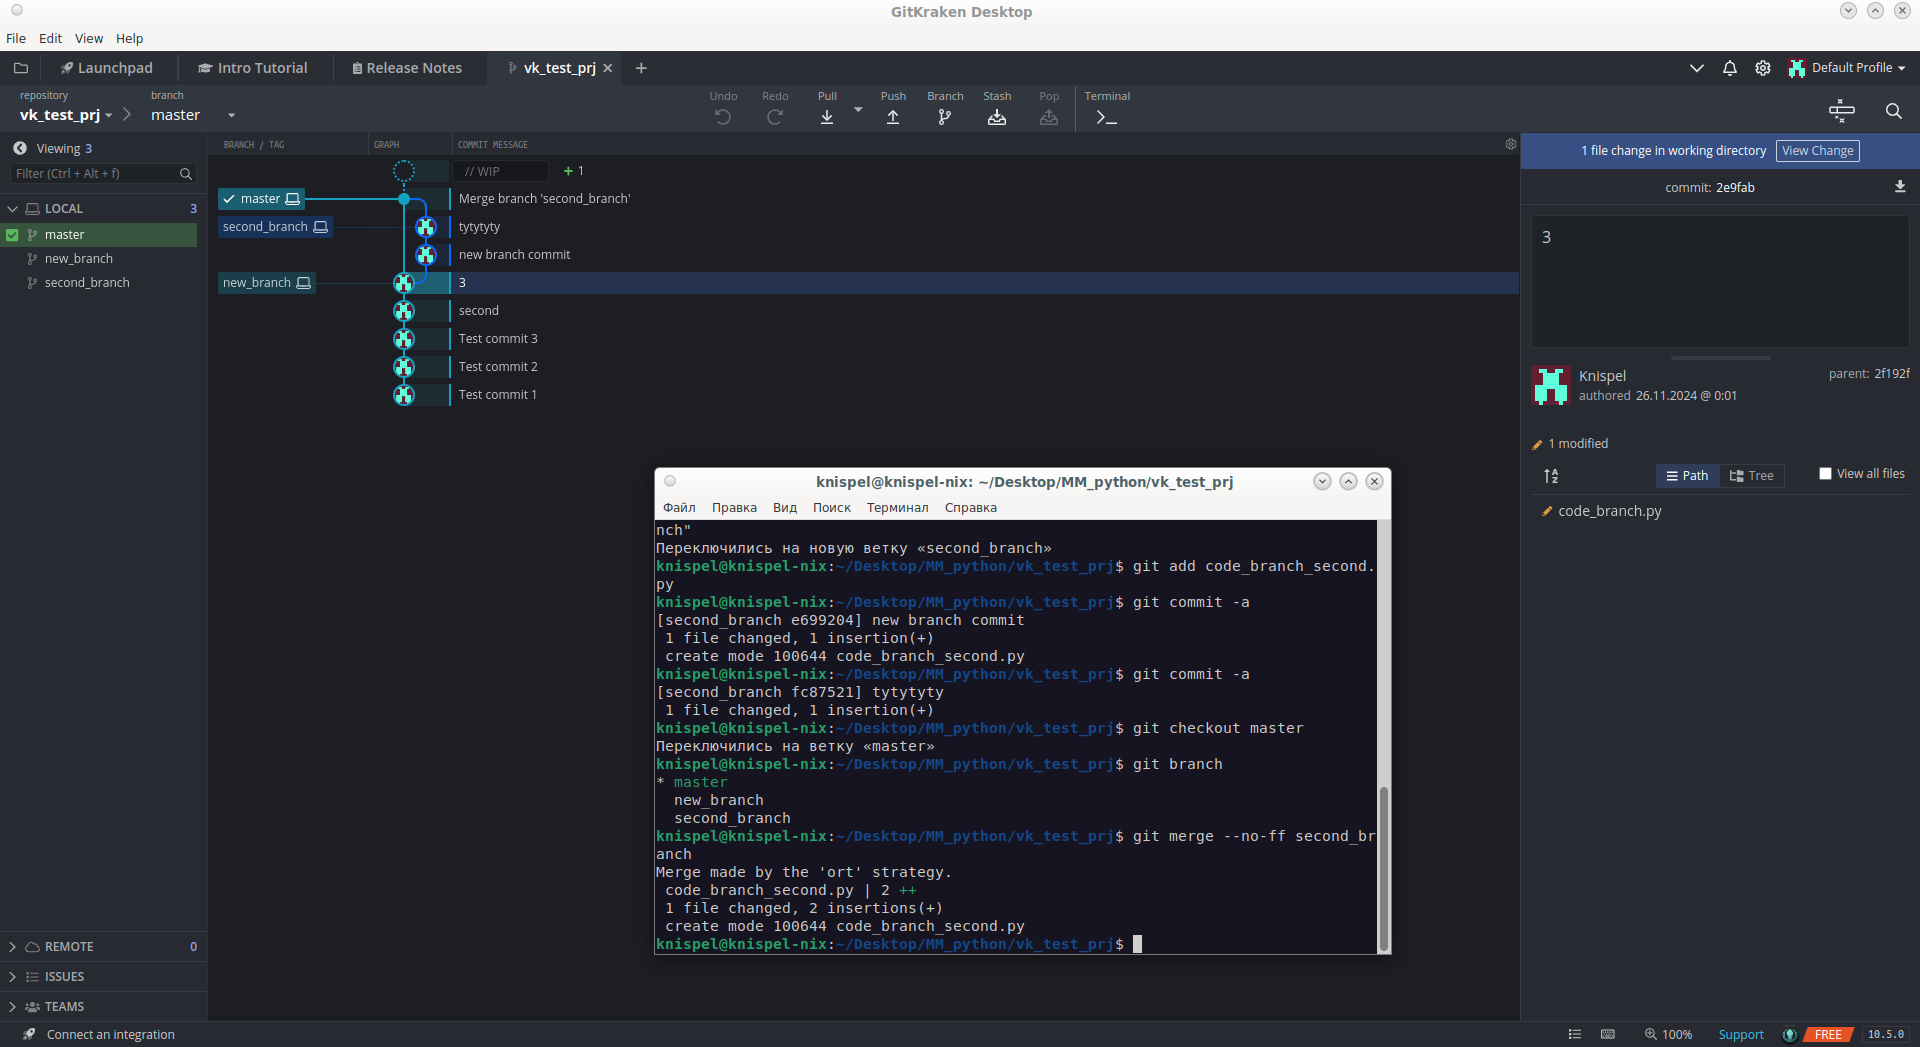 GitKraken Desktop
File Edit View Help
Launchpad Intro Tutorial Release Notes vk_test_prj Default Profile
repository branch
vk_test_prj master
Undo Redo Pull Push Branch Stash Pop Terminal
Viewing 3
Filter (Ctrl + Alt + f)
LOCAL 3
master
new_branch
second_branch
REMOTE 0
ISSUES
TEAMS
BRANCH / TAG GRAPH COMMIT MESSAGE
// WIP + 1
master Merge branch 'second_branch'
second_branch tytytyty
new branch commit
new_branch 3
second
Test commit 3
Test commit 2
Test commit 1
1 file change in working directory View Change
commit: 2e9fab
3
Knispel parent: 2f192f
authored 26.11.2024 @ 0:01
1 modified
Path Tree View all files
code_branch.py
knispel@knispel-nix: ~/Desktop/MM_python/vk_test_prj
Файл Правка Вид Поиск Терминал Справка
nch"
Переключились на новую ветку «second_branch»
knispel@knispel-nix:~/Desktop/MM_python/vk_test_prj$ git add code_branch_second.
py
knispel@knispel-nix:~/Desktop/MM_python/vk_test_prj$ git commit -a
[second_branch e699204] new branch commit
1 file changed, 1 insertion(+)
create mode 100644 code_branch_second.py
knispel@knispel-nix:~/Desktop/MM_python/vk_test_prj$ git commit -a
[second_branch fc87521] tytytyty
1 file changed, 1 insertion(+)
knispel@knispel-nix:~/Desktop/MM_python/vk_test_prj$ git checkout master
Переключились на ветку «master»
knispel@knispel-nix:~/Desktop/MM_python/vk_test_prj$ git branch
* master
new_branch
second_branch
knispel@knispel-nix:~/Desktop/MM_python/vk_test_prj$ git merge --no-ff second_br
anch
Merge made by the 'ort' strategy.
code_branch_second.py | 2 ++
1 file changed, 2 insertions(+)
create mode 100644 code_branch_second.py
knispel@knispel-nix:~/Desktop/MM_python/vk_test_prj$
Connect an integration 100% Support FREE 10.5.0